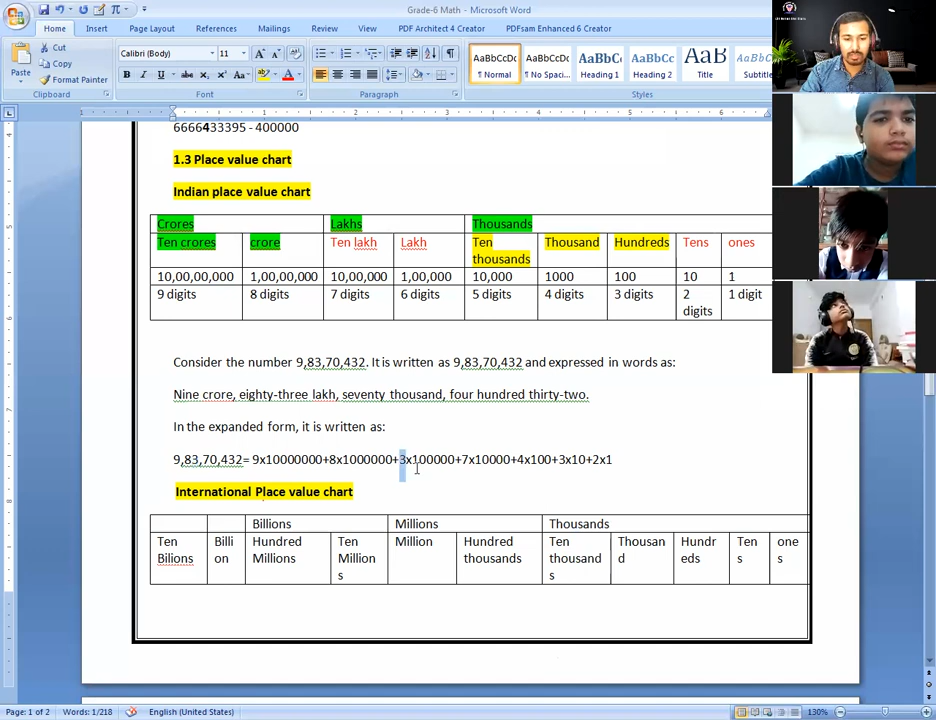 Grade-6 Math - Microsoft Word
Home Insert Page Layout References Mailings Review View PDF Architect 4 Creator PDFsam Enhanced 6 Creator
Paste Cut Copy Format Painter
Calibri (Body) 11
AaBbCcDc AaBbCcDc AaBbCc AaBbCc AaB AaBbCc
¶ Normal ¶ No Spaci... Heading 1 Heading 2 Title Subtitl
Clipboard Font Paragraph Styles
6666433395 - 400000
1.3 Place value chart
Indian place value chart
Crores Lakhs Thousands
Ten crores crore Ten lakh Lakh Ten thousands Thousand Hundreds Tens ones
10,00,00,000 1,00,00,000 10,00,000 1,00,000 10,000 1000 100 10 1
9 digits 8 digits 7 digits 6 digits 5 digits 4 digits 3 digits 2 digits 1 digit
Consider the number 9,83,70,432. It is written as 9,83,70,432 and expressed in words as:
Nine crore, eighty-three lakh, seventy thousand, four hundred thirty-two.
In the expanded form, it is written as:
9,83,70,432= 9x10000000+8x1000000+3x100000+7x10000+4x100+3x10+2x1
International Place value chart
Billions Millions Thousands
Ten Bilions Billion Hundred Millions Ten Millions Million Hundred thousands Ten thousands Thousand Hundreds Tens ones
Page: 1 of 2 Words: 1/218 English (United States) 130%